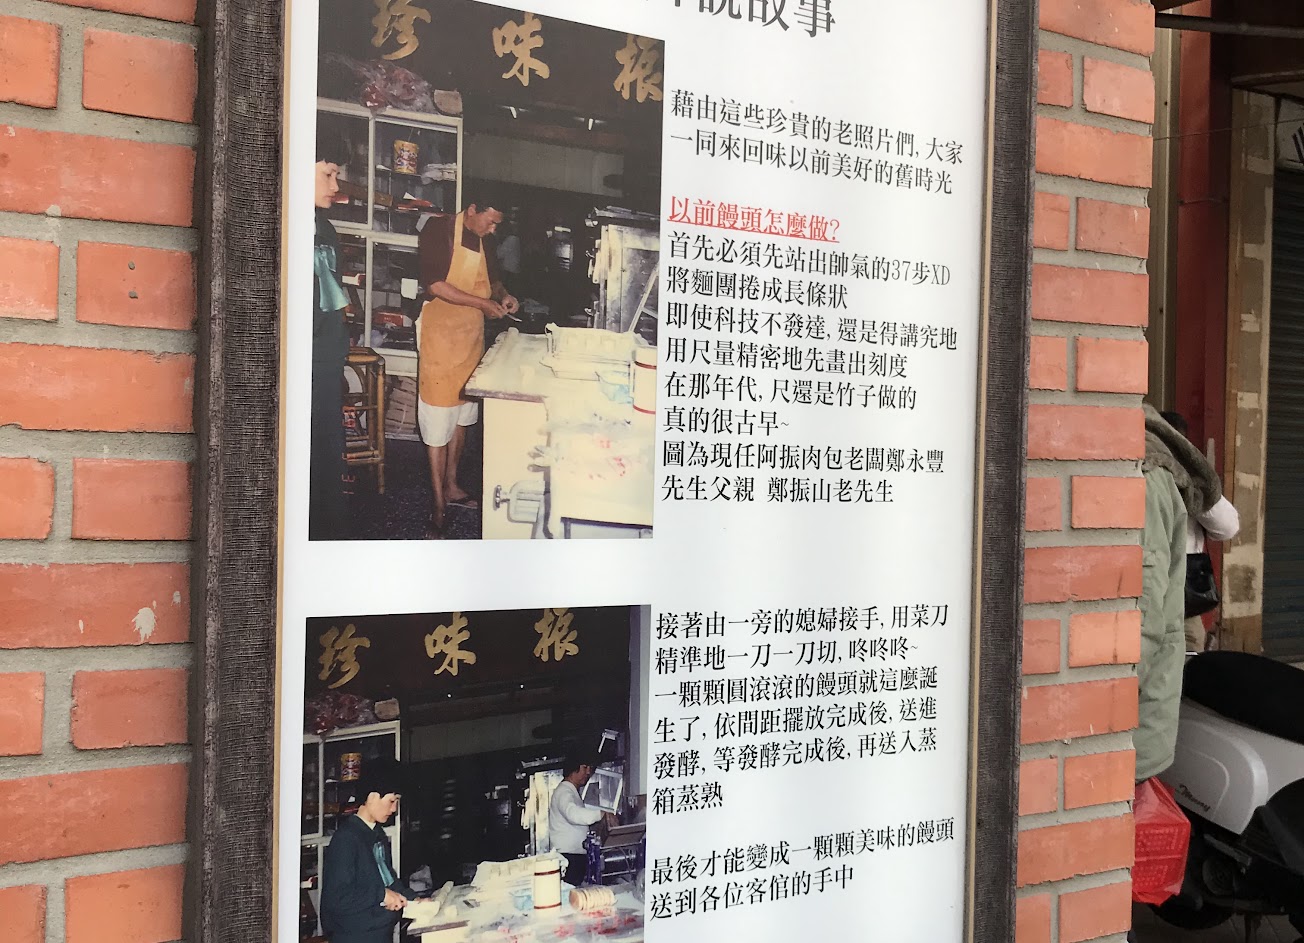 說故事
珍味振
藉由這些珍貴的老照片們, 大家
一同來回味以前美好的舊時光
以前饅頭怎麼做?
首先必須先站出帥氣的37步XD
將麵團捲成長條狀
即使科技不發達, 還是得講究地
用尺量精密地先畫出刻度
在那年代, 尺還是竹子做的
真的很古早~
圖為現任阿振肉包老闆鄭永豐
先生父親 鄭振山老先生
珍味振
接著由一旁的媳婦接手, 用菜刀
精準地一刀一刀切, 咚咚咚~
一顆顆圓滾滾的饅頭就這麼誕
生了, 依間距擺放完成後, 送進
發酵, 等發酵完成後, 再送入蒸
箱蒸熟
最後才能變成一顆顆美味的饅頭
送到各位客倌的手中